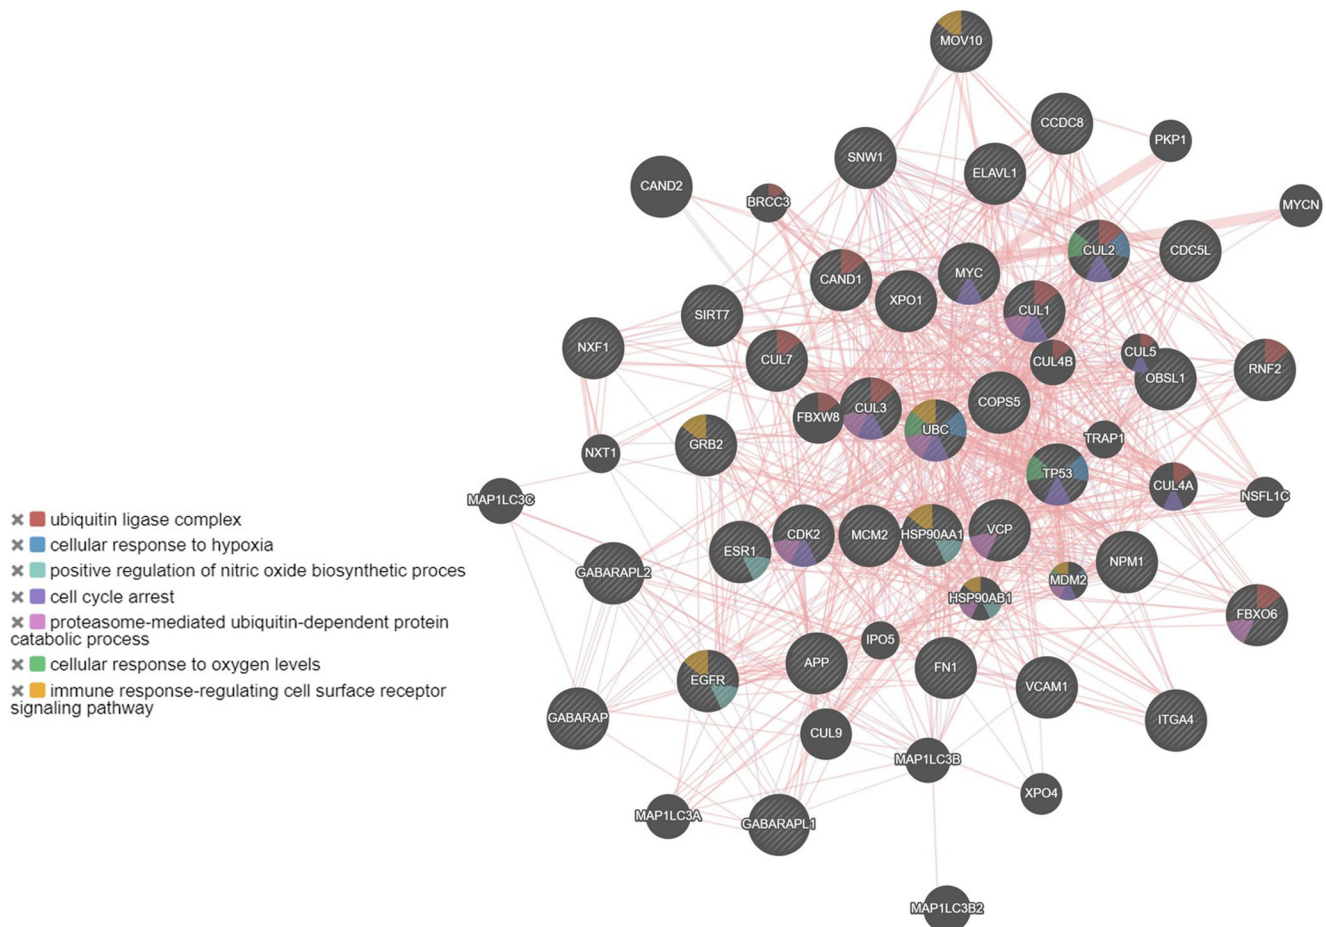 MOV10
CCDC8
PKP1
SNW1
ELAVL1
CAND2
BRCC3
MYCN
CUL2
CDC5L
MYC
CAND1
XPO1
CUL1
SIRT7
NXF1
CUL7
CUL4B
CUL5
OBSL1
RNF2
COPS5
CUL3
FBXW8
UBC
GRB2
TRAP1
NXT1
TP53
CUL4A
MAP1LC3C
NSFL1C
ubiquitin ligase complex
cellular response to hypoxia
positive regulation of nitric oxide biosynthetic proces
cell cycle arrest
proteasome-mediated ubiquitin-dependent protein
catabolic process
cellular response to oxygen levels
immune response-regulating cell surface receptor
signaling pathway
ESR1
CDK2
MCM2
HSP90AA1
VCP
GABARAPL2
NPM1
MDM2
HSP90AB1
FBXO6
IPO5
APP
FN1
EGFR
VCAM1
GABARAP
ITGA4
CUL9
MAP1LC3B
XPO4
MAP1LC3A
GABARAPL1
MAP1LC3B2